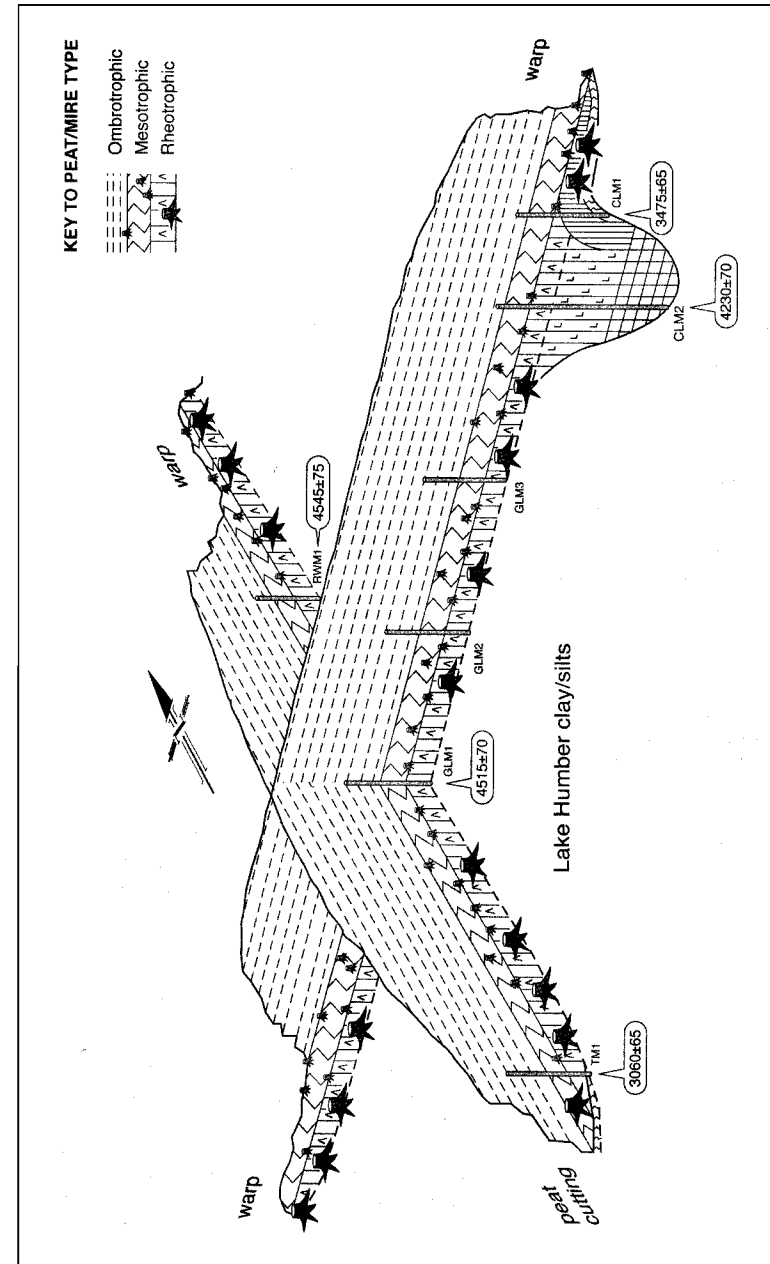 KEY TO PEAT/MIRE TYPE
Ombrotrophic
Mesotrophic
Rheotrophic
warp
warp
4545±75
RWM1
CLM1
3475±65
4230±70
CLM2
GLM3
GLM2
GLM1
4515±70
Lake Humber clay/silts
TM1
3060±65
warp
peat
cutting